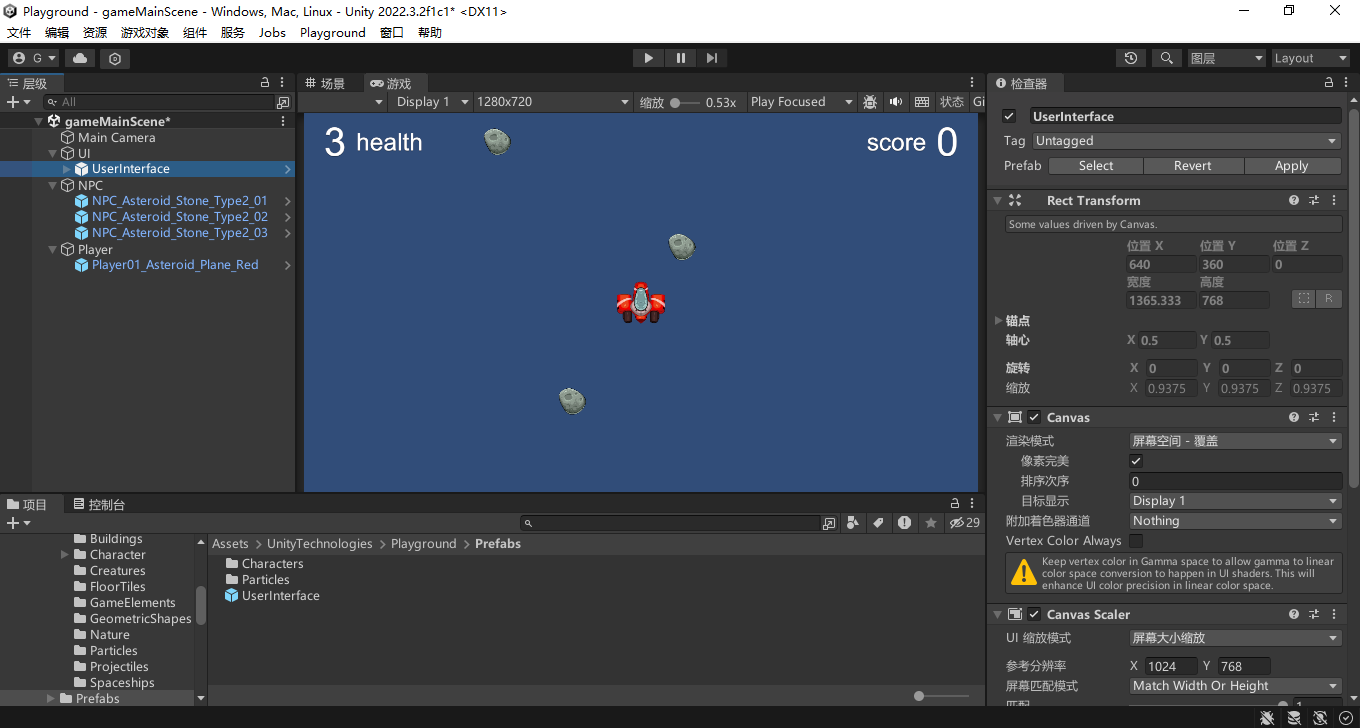 Playground - gameMainScene - Windows, Mac, Linux - Unity 2022.3.2f1c1* <DX11>
文件 编辑 资源 游戏对象 组件 服务 Jobs Playground 窗口 帮助
G 图层 Layout
层级
All
gameMainScene*
Main Camera
UI
UserInterface
NPC
NPC_Asteroid_Stone_Type2_01
NPC_Asteroid_Stone_Type2_02
NPC_Asteroid_Stone_Type2_03
Player
Player01_Asteroid_Plane_Red
场景 游戏
Display 1 1280x720 缩放 0.53x Play Focused 状态 Gi
3 health score 0
检查器
UserInterface
Tag Untagged
Prefab Select Revert Apply
Rect Transform
Some values driven by Canvas.
位置 X 位置 Y 位置 Z
640 360 0
宽度 高度
1365.333 768 R
锚点
轴心 X 0.5 Y 0.5
旋转 X 0 Y 0 Z 0
缩放 X 0.9375 Y 0.9375 Z 0.9375
Canvas
渲染模式 屏幕空间 - 覆盖
像素完美
排序次序 0
目标显示 Display 1
附加着色器通道 Nothing
Vertex Color Always
Keep vertex color in Gamma space to allow gamma to linear
color space conversion to happen in UI shaders. This will
enhance UI color precision in linear color space.
Canvas Scaler
UI 缩放模式 屏幕大小缩放
参考分辨率 X 1024 Y 768
屏幕匹配模式 Match Width Or Height
匹配 1
项目 控制台
29
Buildings
Character
Creatures
FloorTiles
GameElements
GeometricShapes
Nature
Particles
Projectiles
Spaceships
Prefabs
Assets > UnityTechnologies > Playground > Prefabs
Characters
Particles
UserInterface